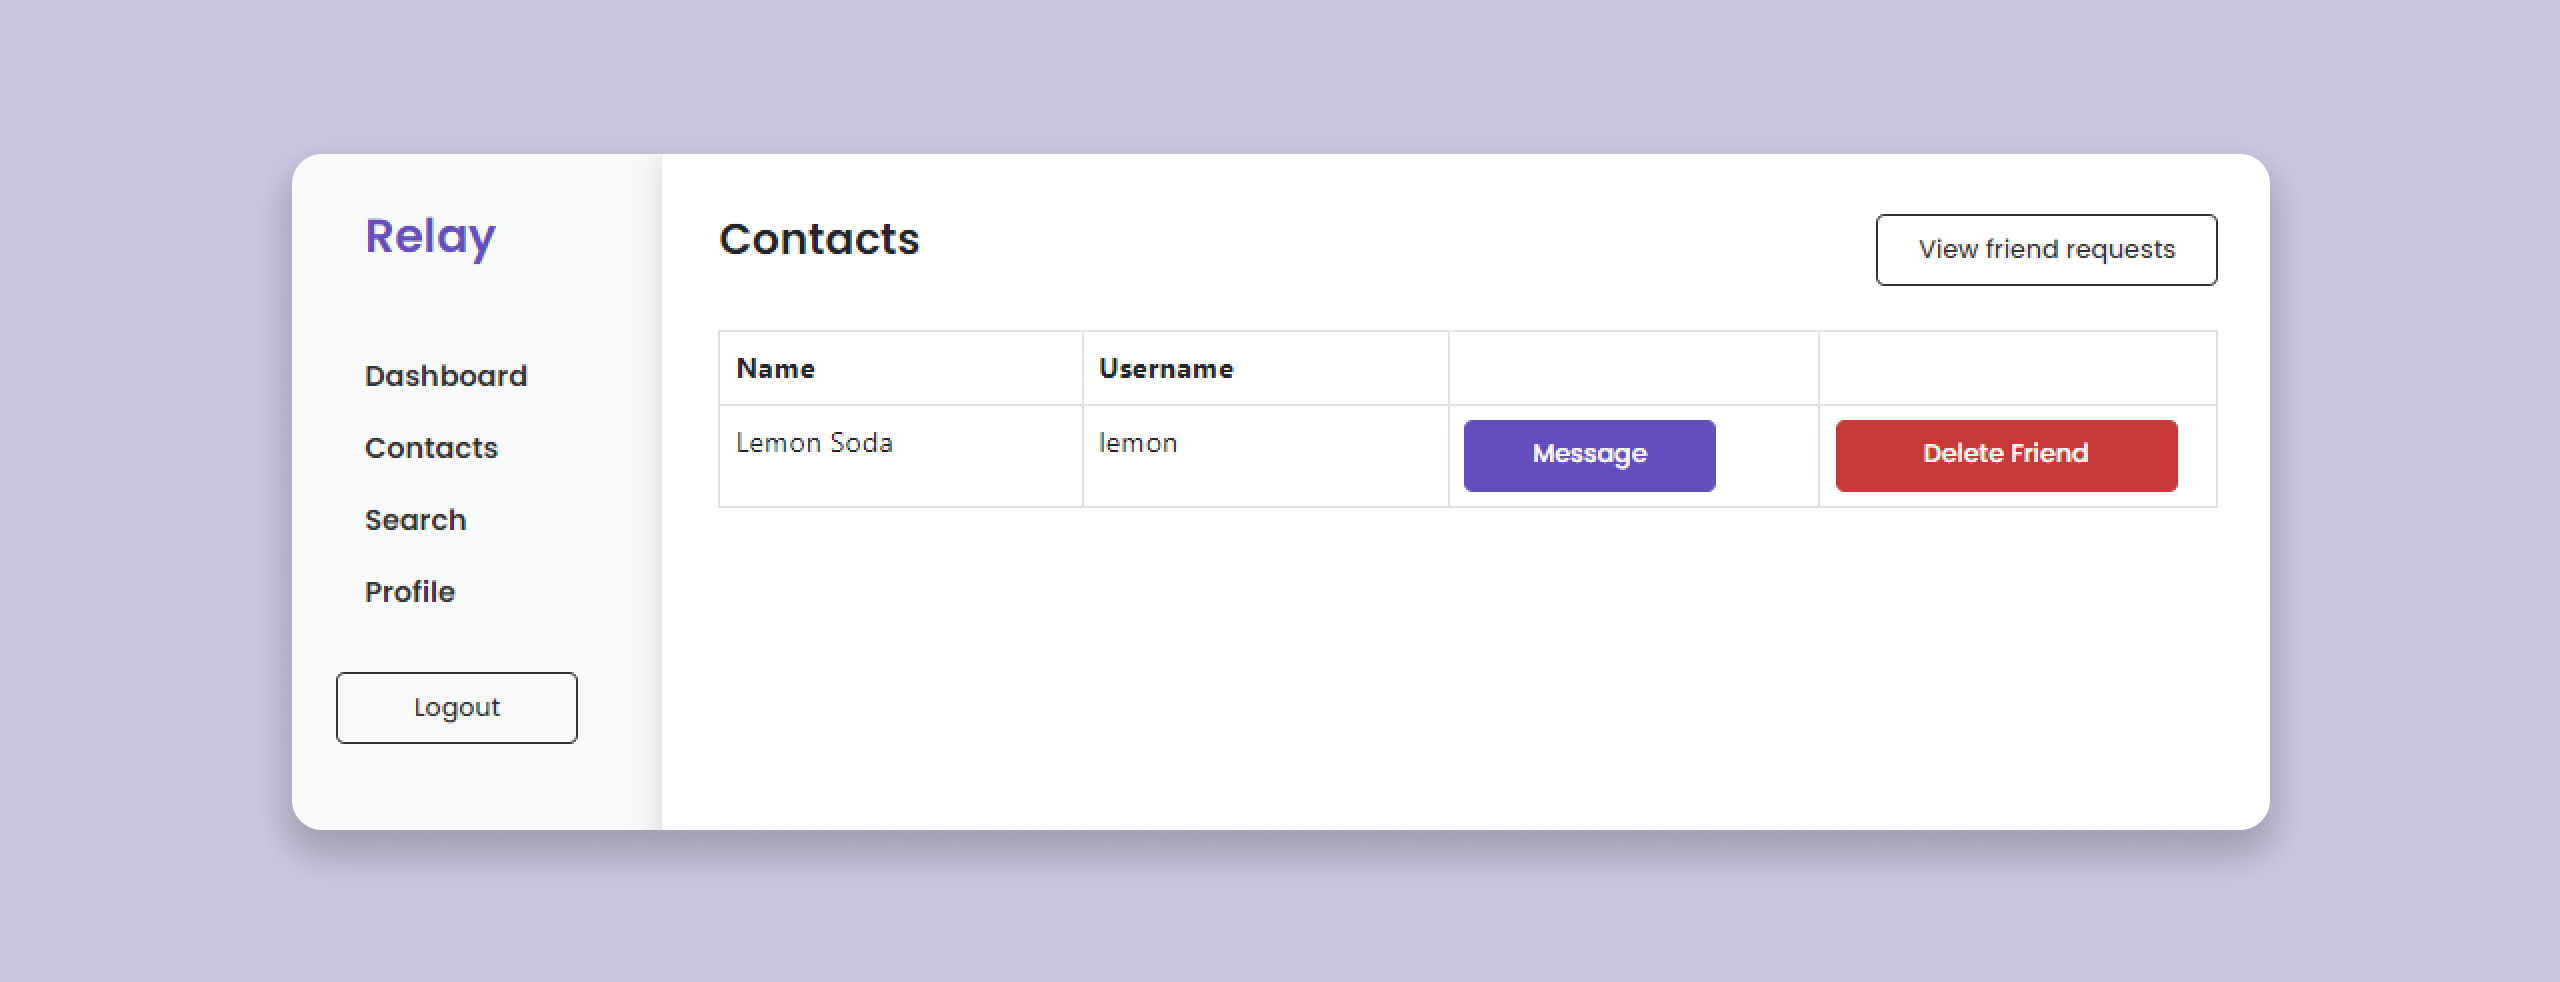 Relay
Dashboard
Contacts
Search
Profile
Logout
Contacts
View friend requests
Name Username
Lemon Soda lemon Message Delete Friend